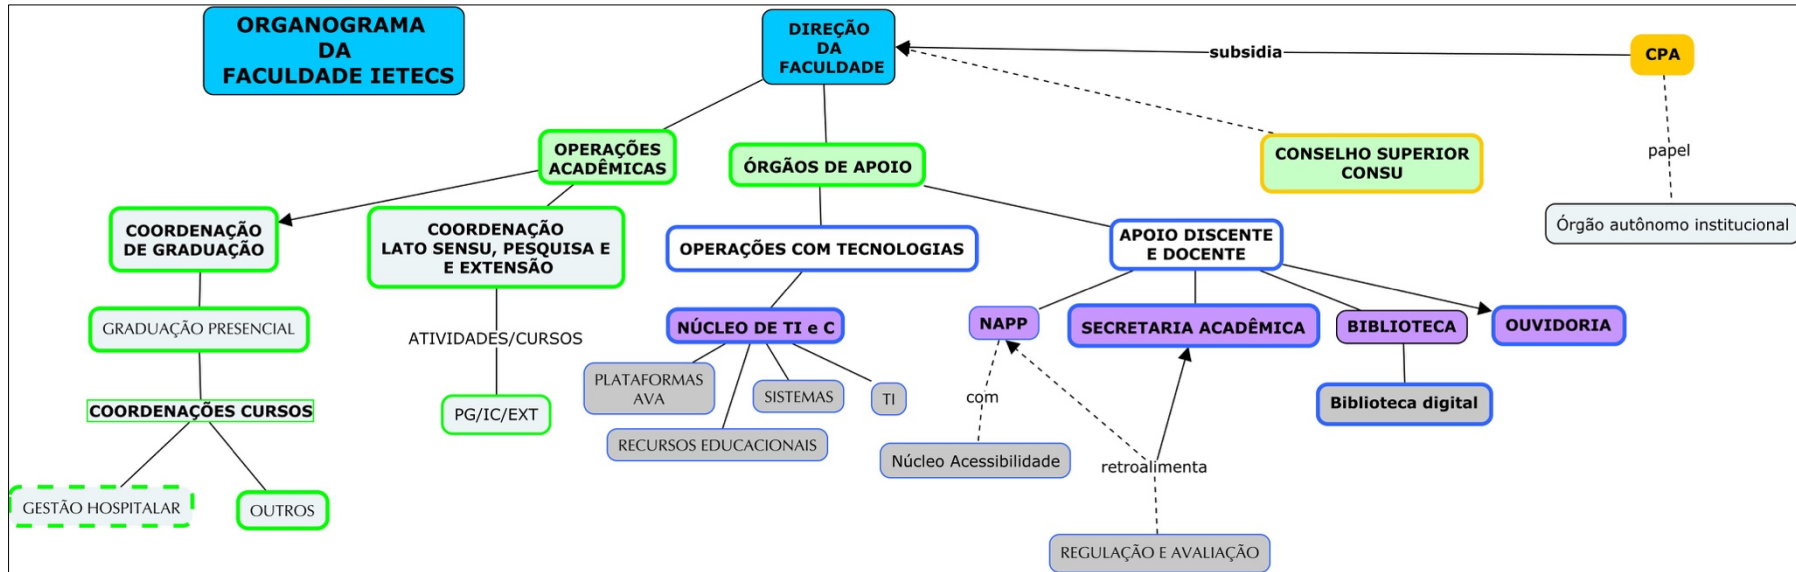 ORGANOGRAMA
DA
FACULDADE IETECS
DIREÇÃO
DA
FACULDADE
subsidia
CPA
OPERAÇÕES
ACADÊMICAS
ÓRGÃOS DE APOIO
CONSELHO SUPERIOR
CONSU
papel
Órgão autônomo institucional
COORDENAÇÃO
DE GRADUAÇÃO
COORDENAÇÃO
LATO SENSU, PESQUISA E
E EXTENSÃO
OPERAÇÕES COM TECNOLOGIAS
APOIO DISCENTE
E DOCENTE
GRADUAÇÃO PRESENCIAL
ATIVIDADES/CURSOS
NÚCLEO DE TI e C
NAPP
SECRETARIA ACADÊMICA
BIBLIOTECA
OUVIDORIA
PLATAFORMAS
AVA
SISTEMAS
TI
com
Biblioteca digital
COORDENAÇÕES CURSOS
PG/IC/EXT
RECURSOS EDUCACIONAIS
Núcleo Acessibilidade
retroalimenta
GESTÃO HOSPITALAR
OUTROS
REGULAÇÃO E AVALIAÇÃO